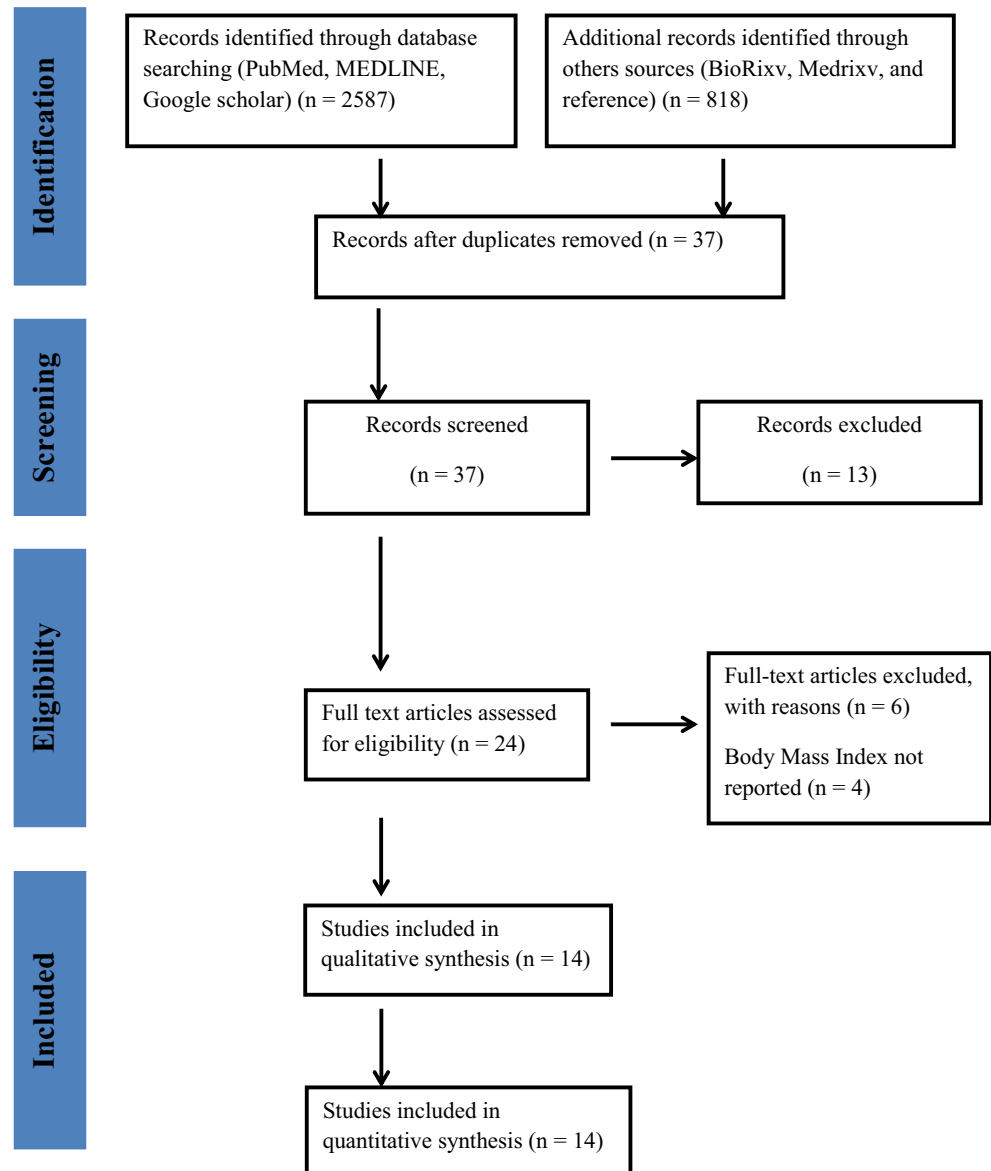 Identification
Records identified through database
searching (PubMed, MEDLINE,
Google scholar) (n = 2587)
Additional records identified through
others sources (BioRixv, Medrixv, and
reference) (n = 818)
Records after duplicates removed (n = 37)
Screening
Records screened
(n = 37)
Records excluded
(n = 13)
Eligibility
Full text articles assessed
for eligibility (n = 24)
Full-text articles excluded,
with reasons (n = 6)
Body Mass Index not
reported (n = 4)
Included
Studies included in
qualitative synthesis (n = 14)
Studies included in
quantitative synthesis (n = 14)